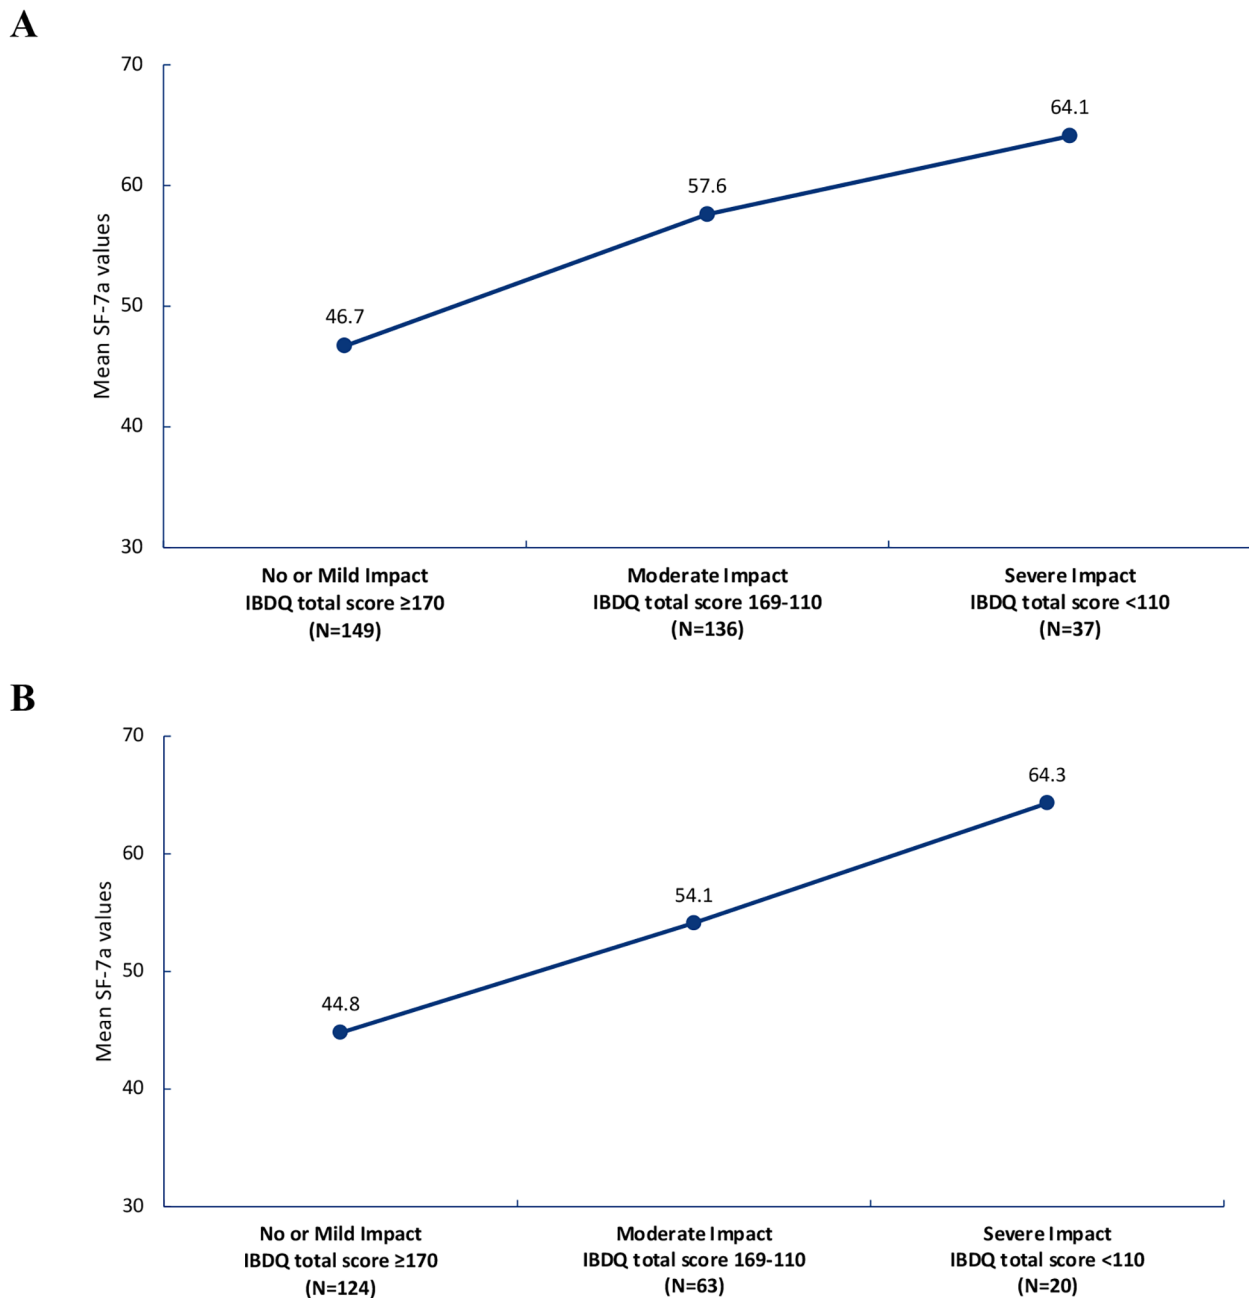 A
Mean SF-7a values
70
60
50
40
30
46.7
57.6
64.1
No or Mild Impact
IBDQ total score ≥170
(N=149)
Moderate Impact
IBDQ total score 169-110
(N=136)
Severe Impact
IBDQ total score <110
(N=37)
B
Mean SF-7a values
70
60
50
40
30
44.8
54.1
64.3
No or Mild Impact
IBDQ total score ≥170
(N=124)
Moderate Impact
IBDQ total score 169-110
(N=63)
Severe Impact
IBDQ total score <110
(N=20)